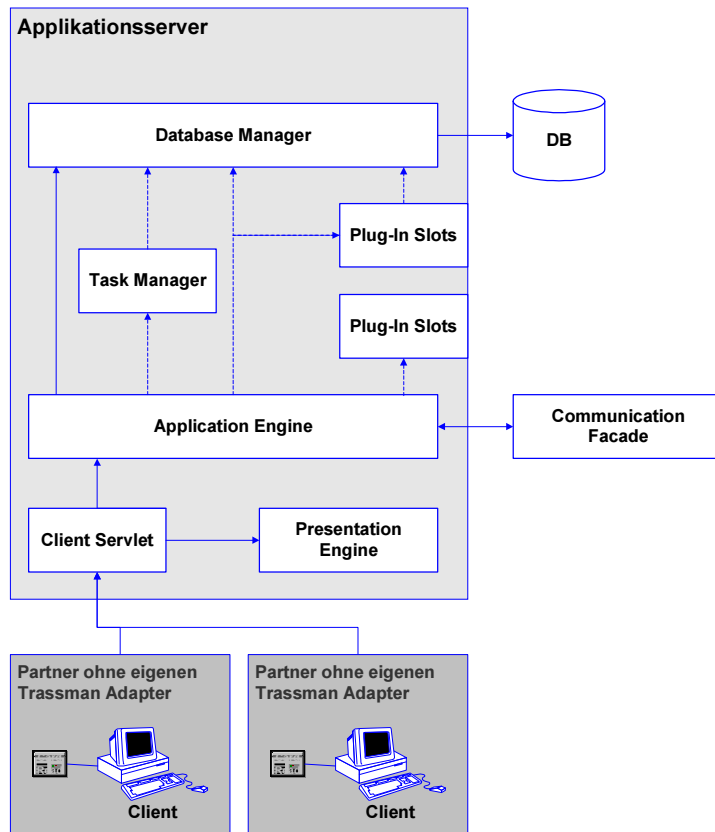 Applikationsserver
Database Manager
DB
Plug-In Slots
Task Manager
Plug-In Slots
Application Engine
Communication
Facade
Client Servlet
Presentation
Engine
Partner ohne eigenen
Trassman Adapter
Client
Partner ohne eigenen
Trassman Adapter
Client